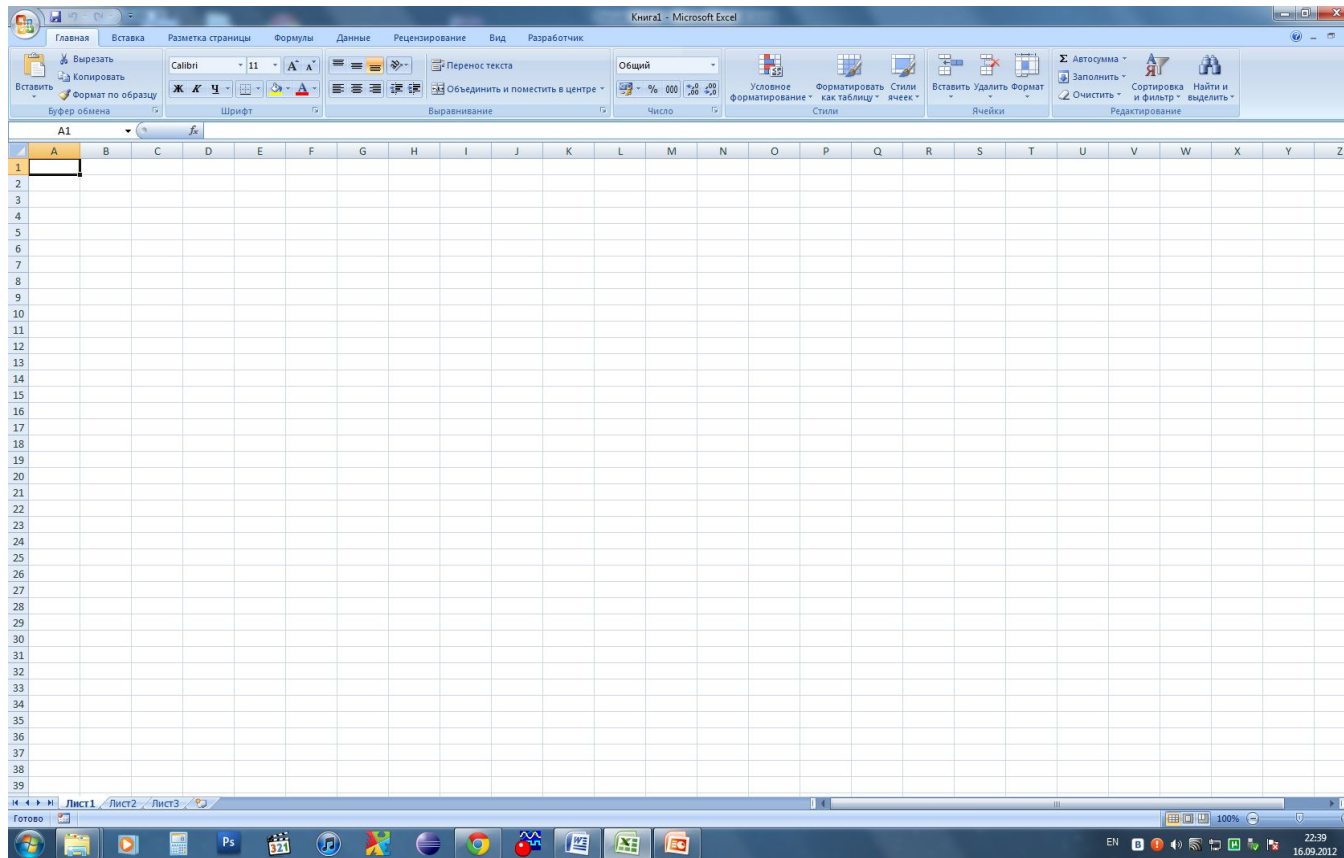 Книга1 - Microsoft Excel
Главная Вставка Разметка страницы Формулы Данные Рецензирование Вид Разработчик
Вставить
Вырезать
Копировать
Формат по образцу
Буфер обмена
Calibri 11
Ж К Ч
Шрифт
Перенос текста
Объединить и поместить в центре
Выравнивание
Общий
% 000
Число
Условное форматирование
Форматировать как таблицу
Стили ячеек
Стили
Вставить Удалить Формат
Ячейки
Σ Автосумма
Заполнить
Очистить
Сортировка и фильтр
Найти и выделить
Редактирование
A1 fx
A B C D E F G H I J K L M N O P Q R S T U V W X Y Z
1
2
3
4
5
6
7
8
9
10
11
12
13
14
15
16
17
18
19
20
21
22
23
24
25
26
27
28
29
30
31
32
33
34
35
36
37
38
39
Лист1 Лист2 Лист3
Готово 100%
Ps 321 EN B 22:39
16.09.2012